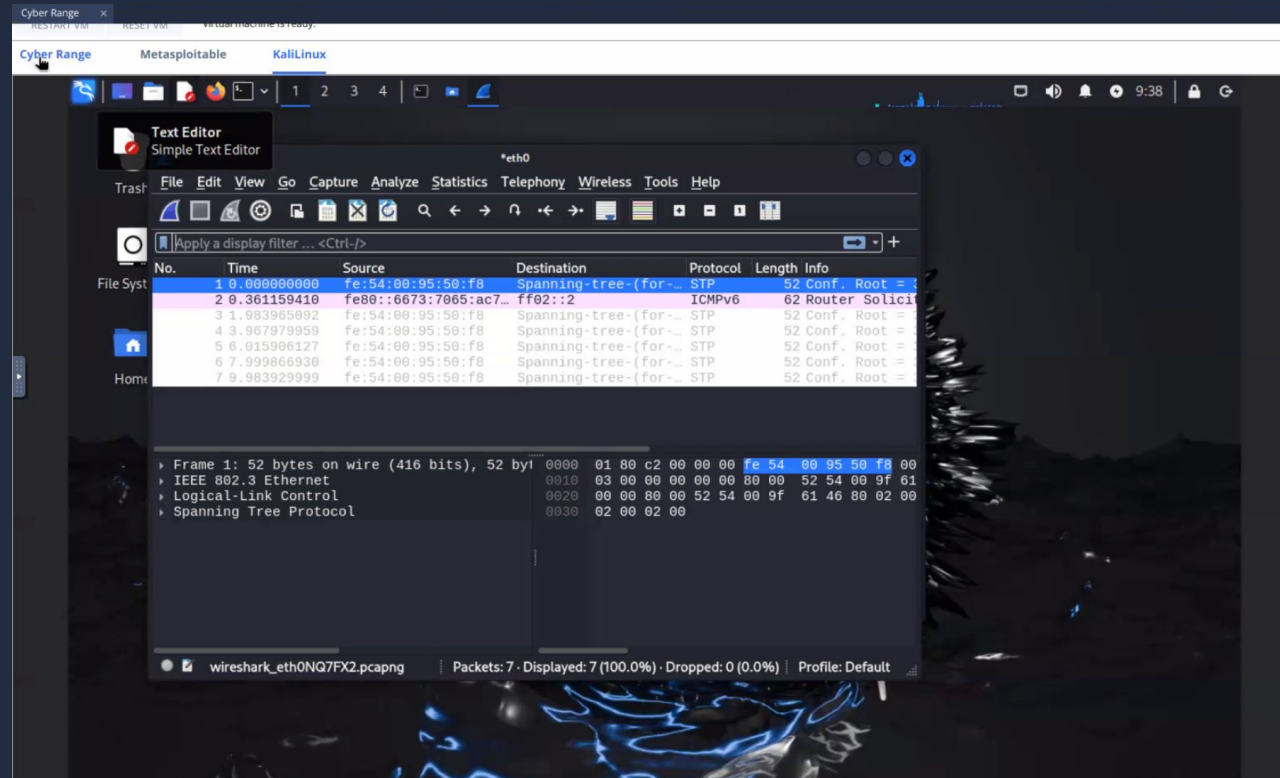 Cyber Range ×
RESTART VM RESET VM Virtual machine is ready.
Cyber Range Metasploitable KaliLinux
1 2 3 4 9:38
Text Editor
Simple Text Editor
*eth0
Trash
File Edit View Go Capture Analyze Statistics Telephony Wireless Tools Help
Apply a display filter ... <Ctrl-/>
No. Time Source Destination Protocol Length Info
File Syst
1 0.000000000 fe:54:00:95:50:f8 Spanning-tree-(for-… STP 52 Conf. Root =
2 0.361159410 fe80::6673:7065:ac7… ff02::2 ICMPv6 62 Router Solicit
3 1.983965092 fe:54:00:95:50:f8 Spanning-tree-(for-… STP 52 Conf. Root =
4 3.967979959 fe:54:00:95:50:f8 Spanning-tree-(for-… STP 52 Conf. Root =
5 6.015906127 fe:54:00:95:50:f8 Spanning-tree-(for-… STP 52 Conf. Root =
6 7.999866930 fe:54:00:95:50:f8 Spanning-tree-(for-… STP 52 Conf. Root =
7 9.983929999 fe:54:00:95:50:f8 Spanning-tree-(for-… STP 52 Conf. Root =
Home
Frame 1: 52 bytes on wire (416 bits), 52 byt
IEEE 802.3 Ethernet
Logical-Link Control
Spanning Tree Protocol
0000 01 80 c2 00 00 00 fe 54 00 95 50 f8 00
0010 03 00 00 00 00 00 80 00 52 54 00 9f 61
0020 00 00 80 00 52 54 00 9f 61 46 80 02 00
0030 02 00 02 00
wireshark_eth0NQ7FX2.pcapng Packets: 7 · Displayed: 7 (100.0%) · Dropped: 0 (0.0%) Profile: Default